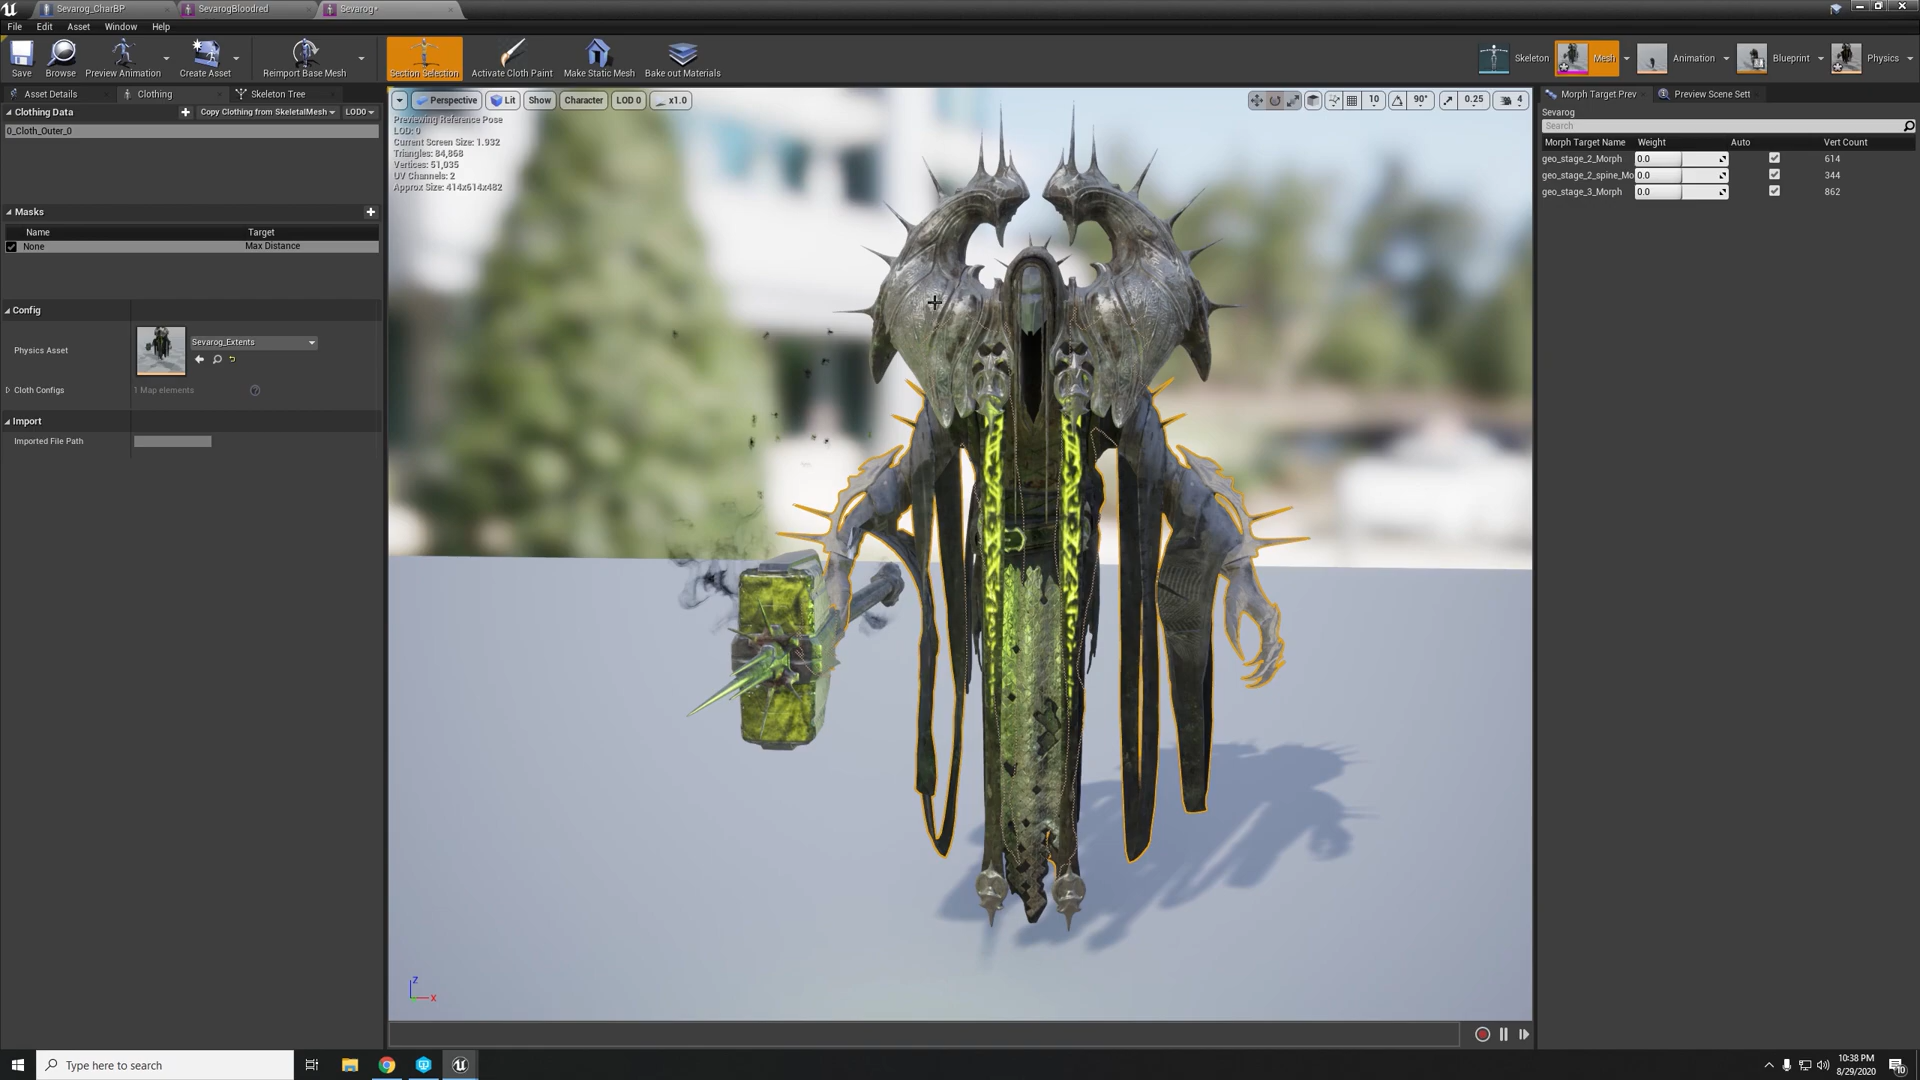 Sevarog_CharBP
SevarogBloodred
Sevarog*
File Edit Asset Window Help
Save
Browse
Preview Animation
Create Asset
Reimport Base Mesh
Section Selection
Activate Cloth Paint
Make Static Mesh
Bake out Materials
Skeleton
Mesh
Animation
Blueprint
Physics
Asset Details
Clothing
Skeleton Tree
Clothing Data
Copy Clothing from SkeletalMesh
LOD0
0_Cloth_Outer_0
Masks
Name Target
None Max Distance
Config
Physics Asset
Sevarog_Extents
Cloth Configs
1 Map elements
Import
Imported File Path
Perspective
Lit
Show
Character
LOD 0
x1.0
10
90°
0.25
4
Previewing Reference Pose
LOD: 0
Current Screen Size: 1.932
Triangles: 84,868
Vertices: 51,035
UV Channels: 2
Approx Size: 414x614x482
Z
X
Morph Target Prev
Preview Scene Sett
Sevarog
Search
Morph Target Name Weight Auto Vert Count
geo_stage_2_Morph 0.0 614
geo_stage_2_spine_Mo 0.0 344
geo_stage_3_Morph 0.0 862
Type here to search
10:38 PM
8/29/2020
10